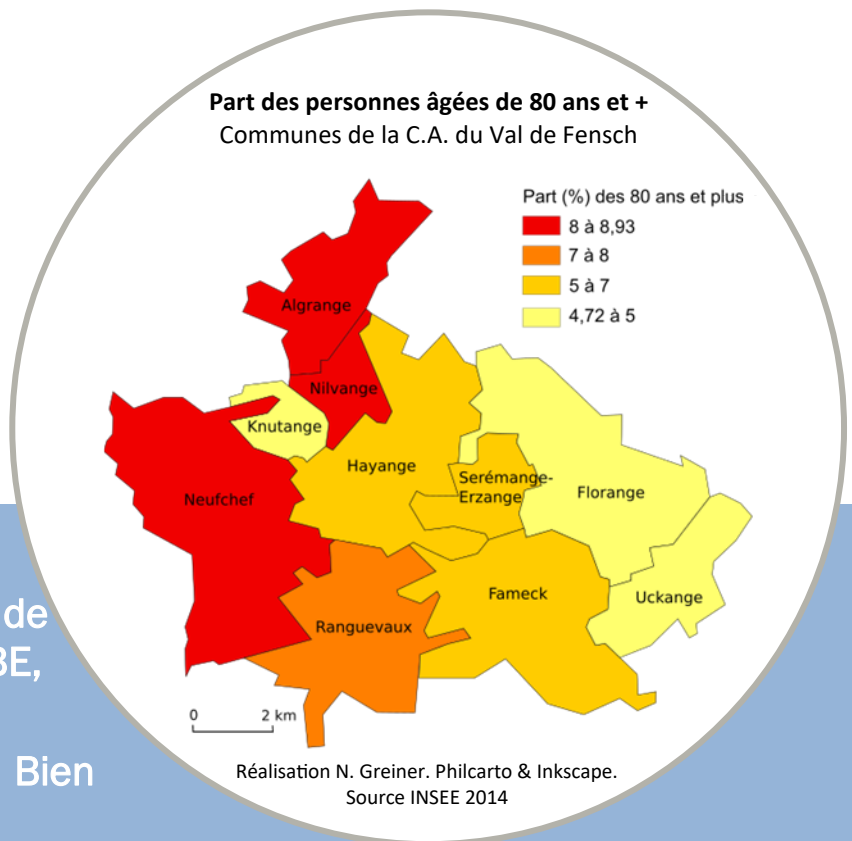 Part des personnes âgées de 80 ans et +
Communes de la C.A. du Val de Fensch
Part (%) des 80 ans et plus
8 à 8,93
7 à 8
5 à 7
4,72 à 5
Algrange
Nilvange
Knutange
Hayange
Serémange-
Erzange
Neufchef
Florange
Fameck
Uckange
Ranguevaux
0 2 km
Réalisation N. Greiner. Philcarto & Inkscape.
Source INSEE 2014
de
BE,
Bien